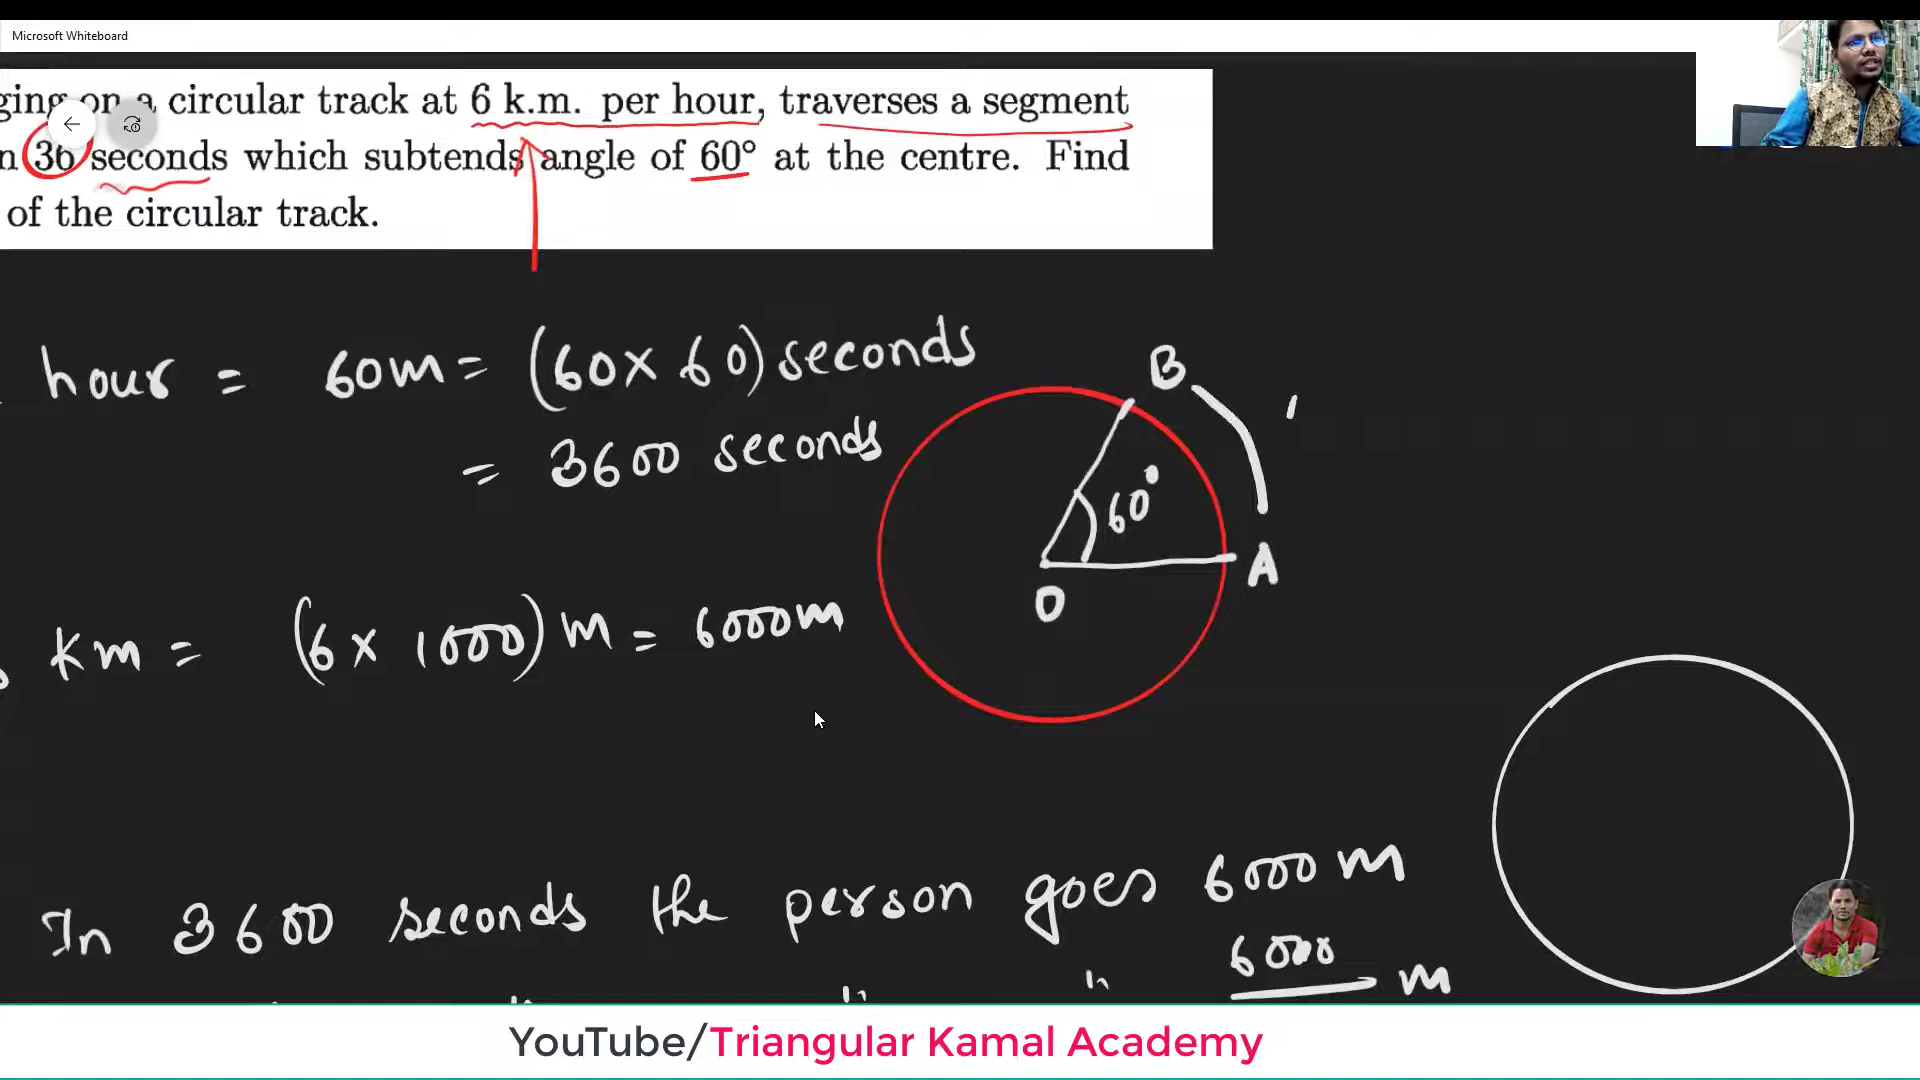 Microsoft Whiteboard
ging on a circular track at 6 k.m. per hour, traverses a segment
n 36 seconds which subtends angle of 60° at the centre. Find
of the circular track.
hour = 60m = (60 x 60) seconds
= 3600 seconds
B
60°
A
O
km = (6 x 1000) m = 6000m
In 3600 seconds the person goes 6000 m
6000 m
YouTube/Triangular Kamal Academy